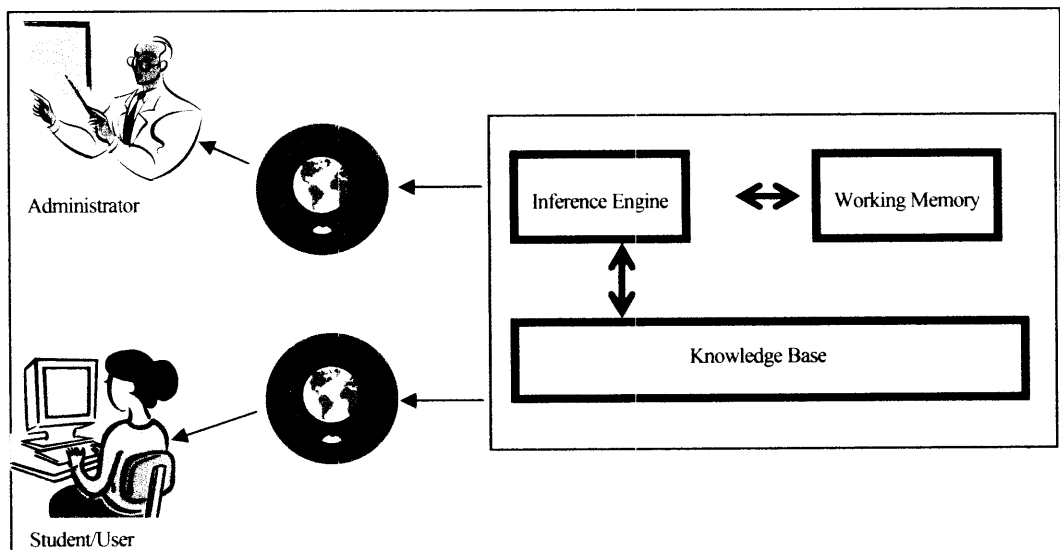 Administrator
Inference Engine
Working Memory
Knowledge Base
Student/User